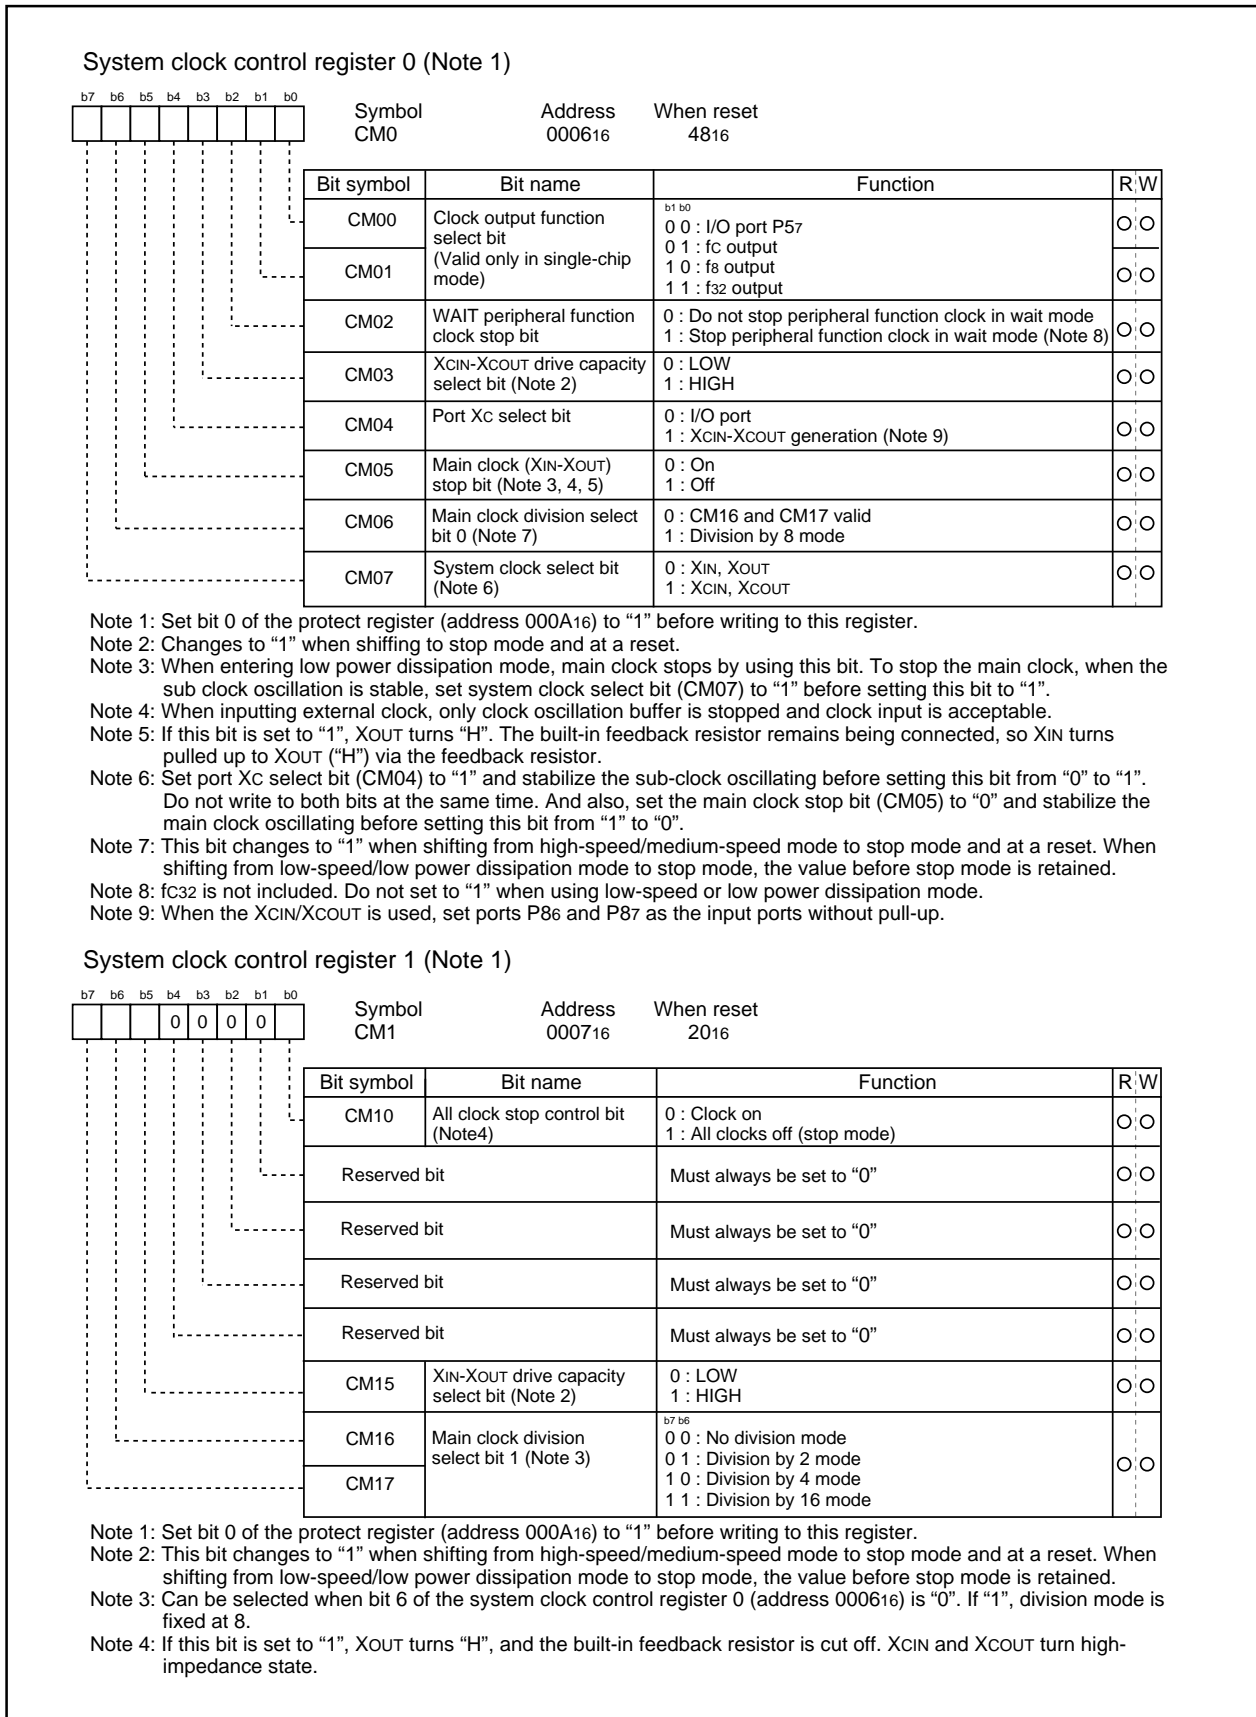 System clock control register 0 (Note 1)
b7 b6 b5 b4 b3 b2 b1 b0
Symbol Address When reset
CM0 000616 4816
Bit symbol Bit name Function R W
CM00 Clock output function select bit (Valid only in single-chip mode)
b1 b0
0 0 : I/O port P57
0 1 : fC output
CM01
1 0 : f8 output
1 1 : f32 output
CM02 WAIT peripheral function clock stop bit
0 : Do not stop peripheral function clock in wait mode
1 : Stop peripheral function clock in wait mode (Note 8)
CM03 XCIN-XCOUT drive capacity select bit (Note 2)
0 : LOW
1 : HIGH
CM04 Port XC select bit
0 : I/O port
1 : XCIN-XCOUT generation (Note 9)
CM05 Main clock (XIN-XOUT) stop bit (Note 3, 4, 5)
0 : On
1 : Off
CM06 Main clock division select bit 0 (Note 7)
0 : CM16 and CM17 valid
1 : Division by 8 mode
CM07 System clock select bit (Note 6)
0 : XIN, XOUT
1 : XCIN, XCOUT
Note 1: Set bit 0 of the protect register (address 000A16) to “1” before writing to this register.
Note 2: Changes to “1” when shiffing to stop mode and at a reset.
Note 3: When entering low power dissipation mode, main clock stops by using this bit. To stop the main clock, when the
sub clock oscillation is stable, set system clock select bit (CM07) to “1” before setting this bit to “1”.
Note 4: When inputting external clock, only clock oscillation buffer is stopped and clock input is acceptable.
Note 5: If this bit is set to “1”, XOUT turns “H”. The built-in feedback resistor remains being connected, so XIN turns
pulled up to XOUT (“H”) via the feedback resistor.
Note 6: Set port XC select bit (CM04) to “1” and stabilize the sub-clock oscillating before setting this bit from “0” to “1”.
Do not write to both bits at the same time. And also, set the main clock stop bit (CM05) to “0” and stabilize the
main clock oscillating before setting this bit from “1” to “0”.
Note 7: This bit changes to “1” when shifting from high-speed/medium-speed mode to stop mode and at a reset. When
shifting from low-speed/low power dissipation mode to stop mode, the value before stop mode is retained.
Note 8: fC32 is not included. Do not set to “1” when using low-speed or low power dissipation mode.
Note 9: When the XCIN/XCOUT is used, set ports P86 and P87 as the input ports without pull-up.
System clock control register 1 (Note 1)
b7 b6 b5 b4 b3 b2 b1 b0
0 0 0 0
Symbol Address When reset
CM1 000716 2016
Bit symbol Bit name Function R W
CM10 All clock stop control bit (Note4)
0 : Clock on
1 : All clocks off (stop mode)
Reserved bit Must always be set to “0”
Reserved bit Must always be set to “0”
Reserved bit Must always be set to “0”
Reserved bit Must always be set to “0”
CM15 XIN-XOUT drive capacity select bit (Note 2)
0 : LOW
1 : HIGH
CM16 Main clock division select bit 1 (Note 3)
b7 b6
0 0 : No division mode
0 1 : Division by 2 mode
CM17
1 0 : Division by 4 mode
1 1 : Division by 16 mode
Note 1: Set bit 0 of the protect register (address 000A16) to “1” before writing to this register.
Note 2: This bit changes to “1” when shifting from high-speed/medium-speed mode to stop mode and at a reset. When
shifting from low-speed/low power dissipation mode to stop mode, the value before stop mode is retained.
Note 3: Can be selected when bit 6 of the system clock control register 0 (address 000616) is “0”. If “1”, division mode is
fixed at 8.
Note 4: If this bit is set to “1”, XOUT turns “H”, and the built-in feedback resistor is cut off. XCIN and XCOUT turn high-
impedance state.